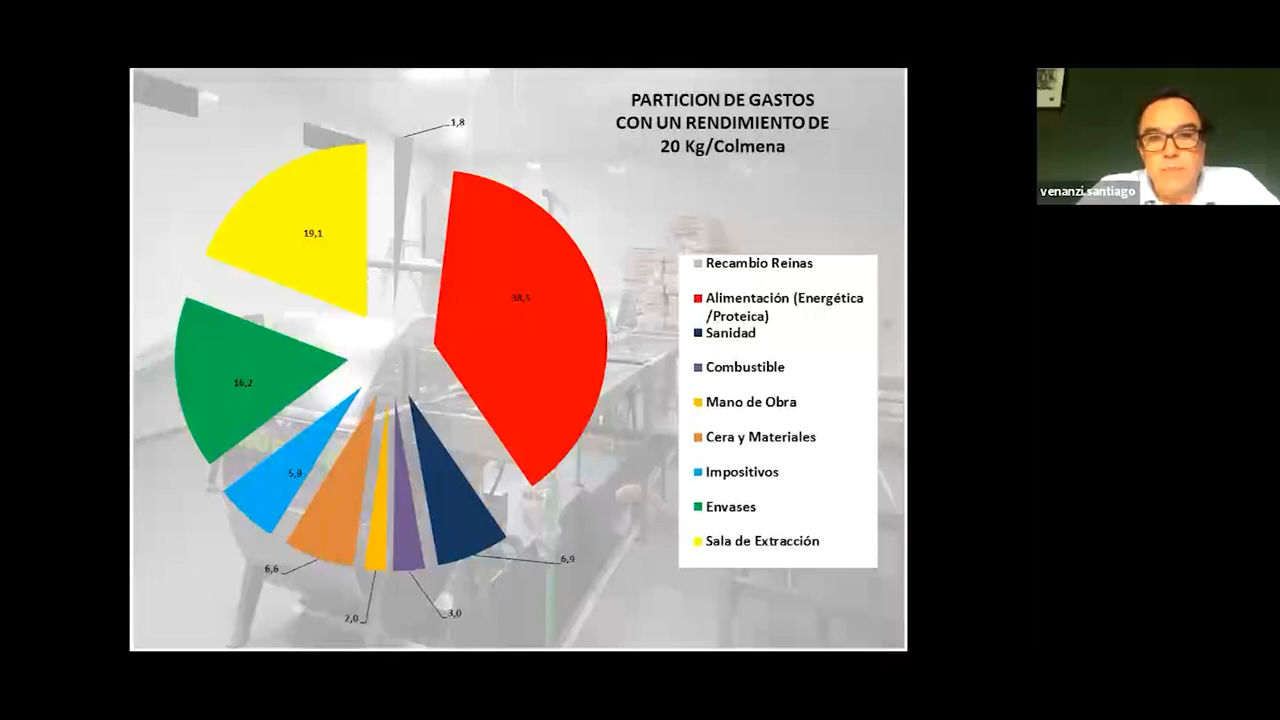 PARTICION DE GASTOS
CON UN RENDIMIENTO DE
20 Kg/Colmena
1,8
19,1
38,5
16,2
5,9
6,6
2,0
3,0
6,9
Recambio Reinas
Alimentación (Energética
/Proteica)
Sanidad
Combustible
Mano de Obra
Cera y Materiales
Impositivos
Envases
Sala de Extracción
venanzi.santiago